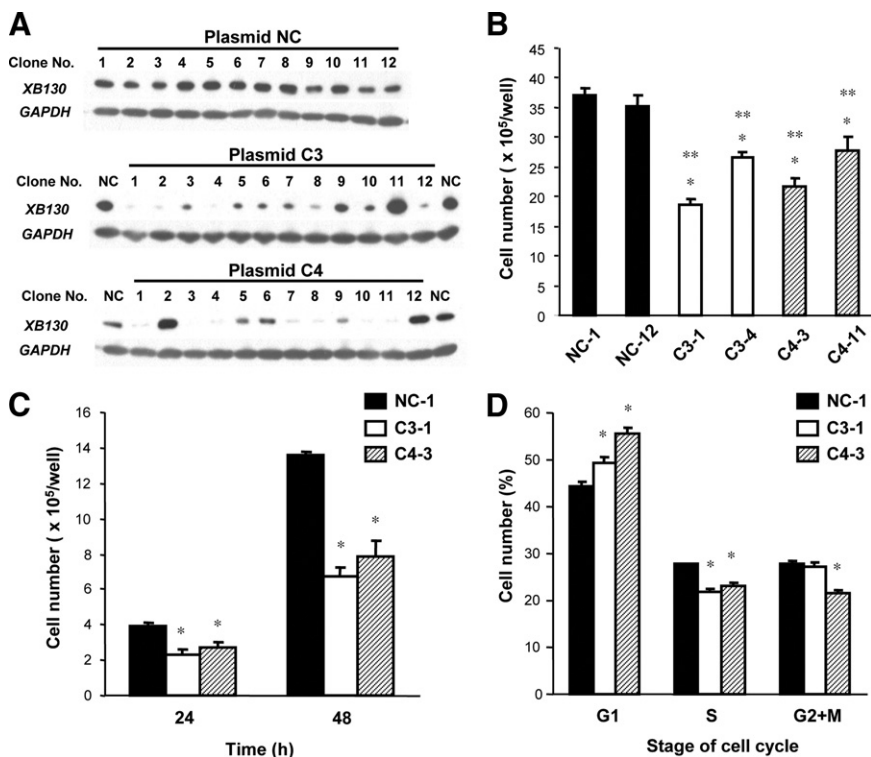 A
Plasmid NC
Clone No. 1 2 3 4 5 6 7 8 9 10 11 12
XB130
GAPDH
Plasmid C3
Clone No. NC 1 2 3 4 5 6 7 8 9 10 11 12 NC
XB130
GAPDH
Plasmid C4
Clone No. NC 1 2 3 4 5 6 7 8 9 10 11 12 NC
XB130
GAPDH
B
Cell number ( x 10⁵/well)
45
40
35
30
25
20
15
10
5
0
** ** ** **
* * * *
NC-1 NC-12 C3-1 C3-4 C4-3 C4-11
C
Cell number ( x 10⁵/well)
16
14
12
10
8
6
4
2
0
NC-1
C3-1
C4-3
* * * *
24 48
Time (h)
D
Cell number (%)
60
50
40
30
20
10
0
NC-1
C3-1
C4-3
* * * * *
G1 S G2+M
Stage of cell cycle